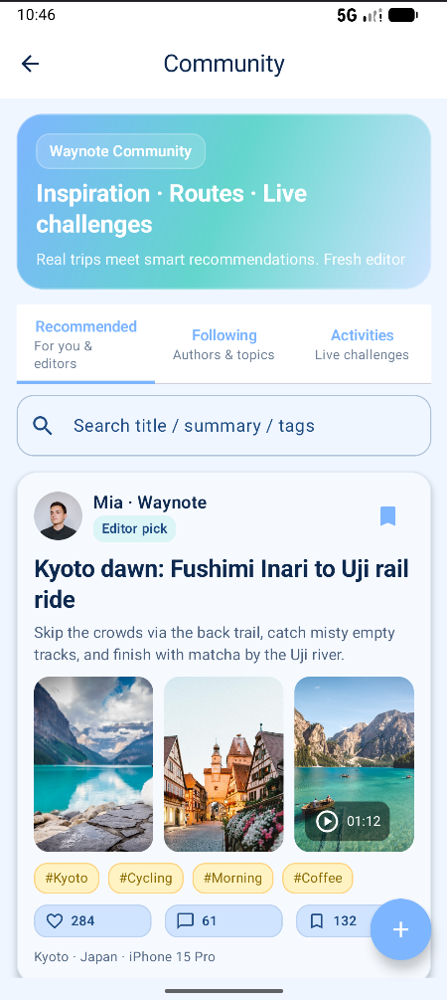 10:46
5G
Community
Waynote Community
Inspiration · Routes · Live
challenges
Real trips meet smart recommendations. Fresh editor
Recommended
For you &
editors
Following
Authors & topics
Activities
Live challenges
Search title / summary / tags
Mia · Waynote
Editor pick
Kyoto dawn: Fushimi Inari to Uji rail
ride
Skip the crowds via the back trail, catch misty empty
tracks, and finish with matcha by the Uji river.
01:12
#Kyoto #Cycling #Morning #Coffee
284 61 132
Kyoto · Japan · iPhone 15 Pro